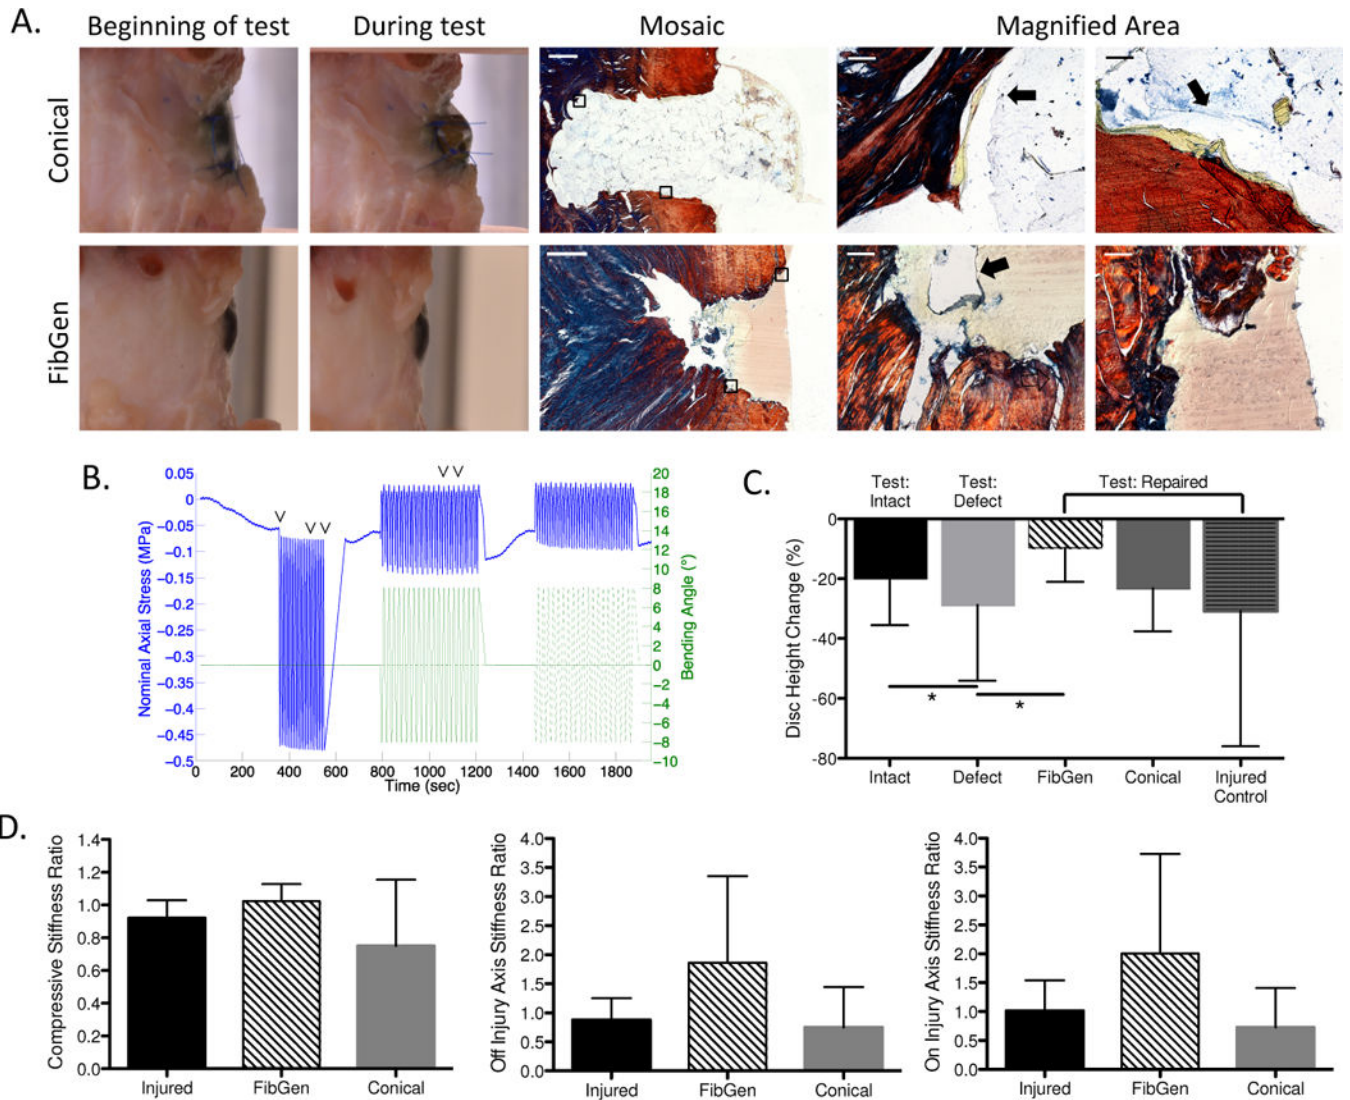 A.
Beginning of test
During test
Mosaic
Magnified Area
Conical
FibGen
B.
0.05
0
-0.05
-0.1
-0.15
-0.2
-0.25
-0.3
-0.35
-0.4
-0.45
-0.5
Nominal Axial Stress (MPa)
20
18
16
14
12
10
8
6
4
2
0
-2
-4
-6
-8
-10
Bending Angle (°)
0 200 400 600 800 1000 1200 1400 1600 1800
Time (sec)
C.
Test:
Intact
Test:
Defect
Test: Repaired
0
-20
-40
-60
-80
Disc Height Change (%)
*
*
Intact Defect FibGen Conical Injured
Control
D.
1.4
1.2
1.0
0.8
0.6
0.4
0.2
0.0
Compressive Stiffness Ratio
Injured FibGen Conical
4.0
3.5
3.0
2.5
2.0
1.5
1.0
0.5
0.0
Off Injury Axis Stiffness Ratio
Injured FibGen Conical
4.0
3.5
3.0
2.5
2.0
1.5
1.0
0.5
0.0
On Injury Axis Stiffness Ratio
Injured FibGen Conical